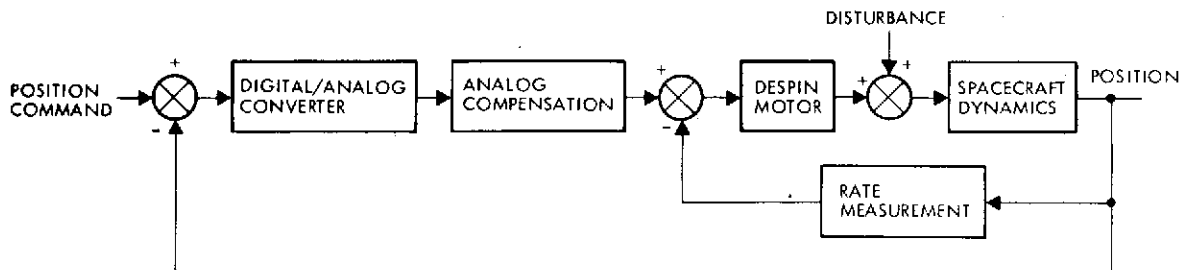 DISTURBANCE
POSITION
COMMAND
+
-
DIGITAL/ANALOG
CONVERTER
ANALOG
COMPENSATION
+
-
DESPIN
MOTOR
+
+
SPACECRAFT
DYNAMICS
POSITION
RATE
MEASUREMENT